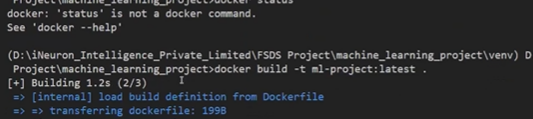 Project\machine_learning_project>docker status
docker: 'status' is not a docker command.
See 'docker --help'
(D:\iNeuron_Intelligence_Private_Limited\FSDS Project\machine_learning_project\venv) D
Project\machine_learning_project>docker build -t ml-project:latest .
[+] Building 1.2s (2/3)
=> [internal] load build definition from Dockerfile
=> => transferring dockerfile: 199B